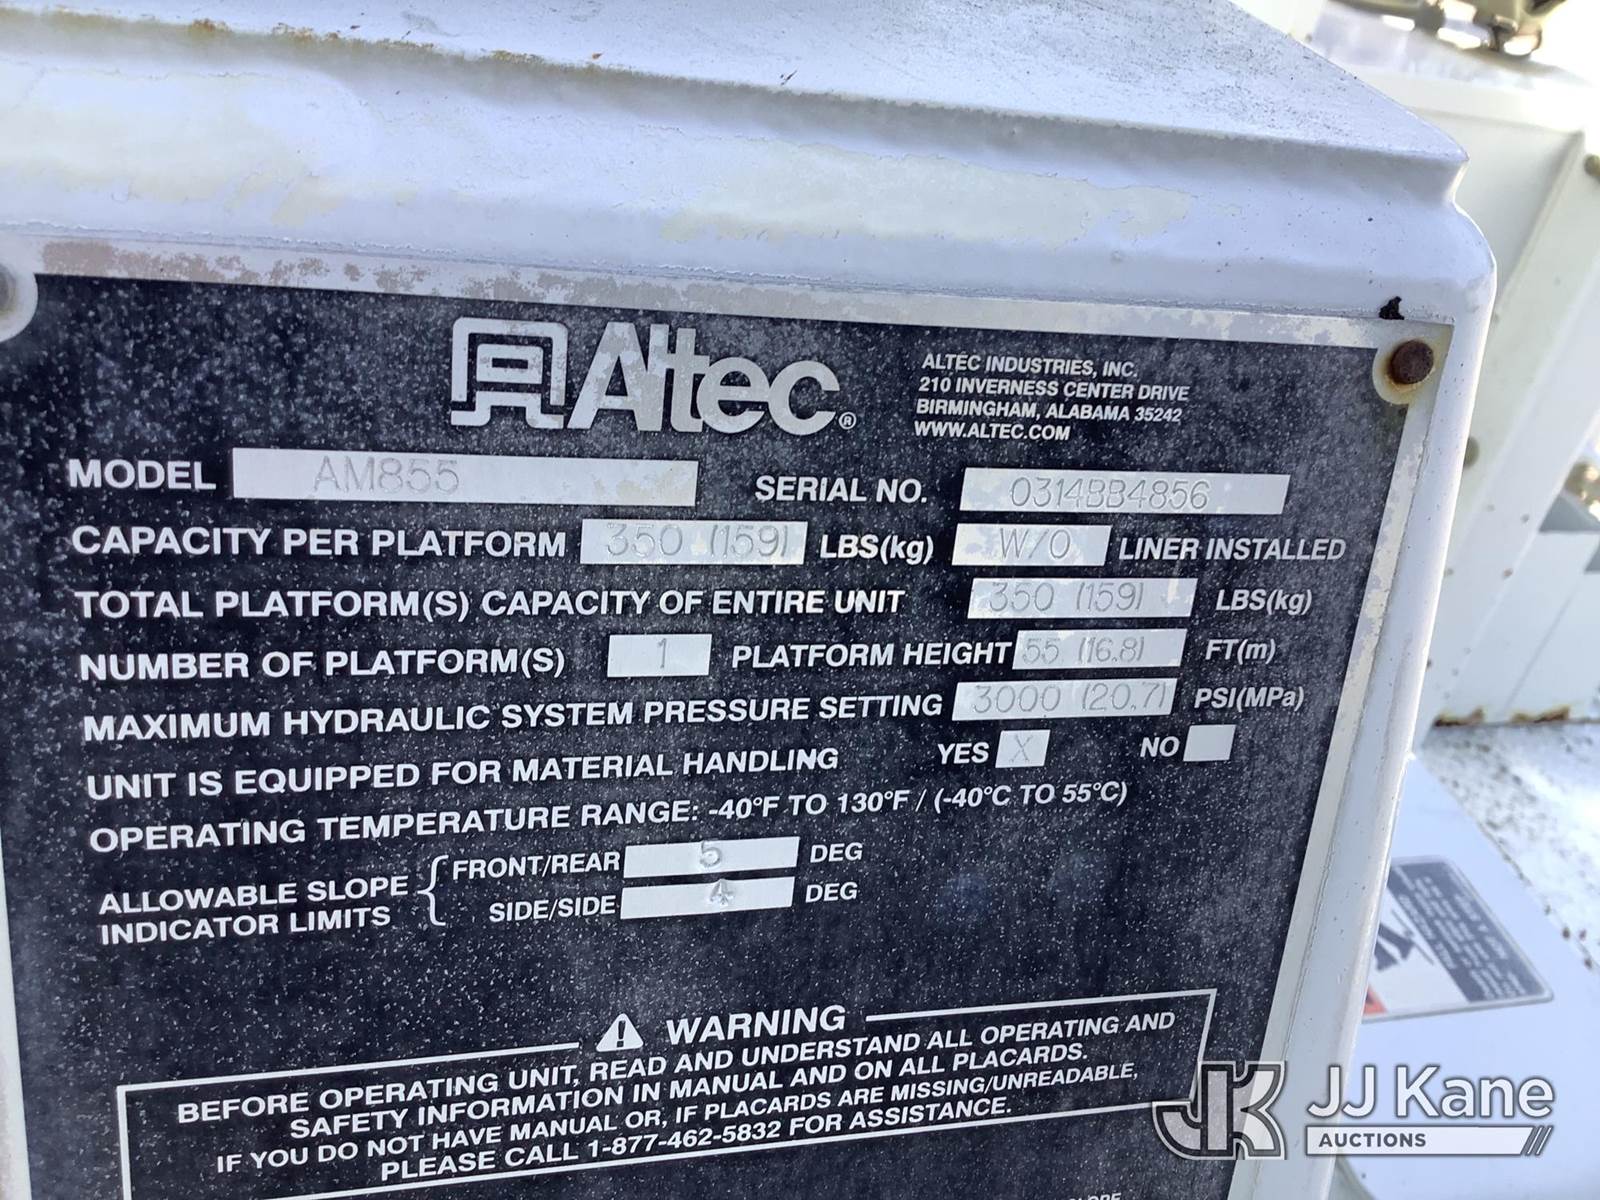 Altec®
ALTEC INDUSTRIES, INC.
210 INVERNESS CENTER DRIVE
BIRMINGHAM, ALABAMA 35242
WWW.ALTEC.COM
MODEL AM855 SERIAL NO. 0314BB4856
CAPACITY PER PLATFORM 350 (159) LBS(kg) W/O LINER INSTALLED
TOTAL PLATFORM(S) CAPACITY OF ENTIRE UNIT 350 (159) LBS(kg)
NUMBER OF PLATFORM(S) 1 PLATFORM HEIGHT 55 (16.8) FT(m)
MAXIMUM HYDRAULIC SYSTEM PRESSURE SETTING 3000 (20.7) PSI(MPa)
UNIT IS EQUIPPED FOR MATERIAL HANDLING YES X NO
OPERATING TEMPERATURE RANGE: -40°F TO 130°F / (-40°C TO 55°C)
ALLOWABLE SLOPE INDICATOR LIMITS
FRONT/REAR 5 DEG
SIDE/SIDE 4 DEG
WARNING
BEFORE OPERATING UNIT, READ AND UNDERSTAND ALL OPERATING AND
SAFETY INFORMATION IN MANUAL AND ON ALL PLACARDS.
IF YOU DO NOT HAVE MANUAL OR, IF PLACARDS ARE MISSING/UNREADABLE,
PLEASE CALL 1-877-462-5832 FOR ASSISTANCE.
JK JJ Kane
AUCTIONS